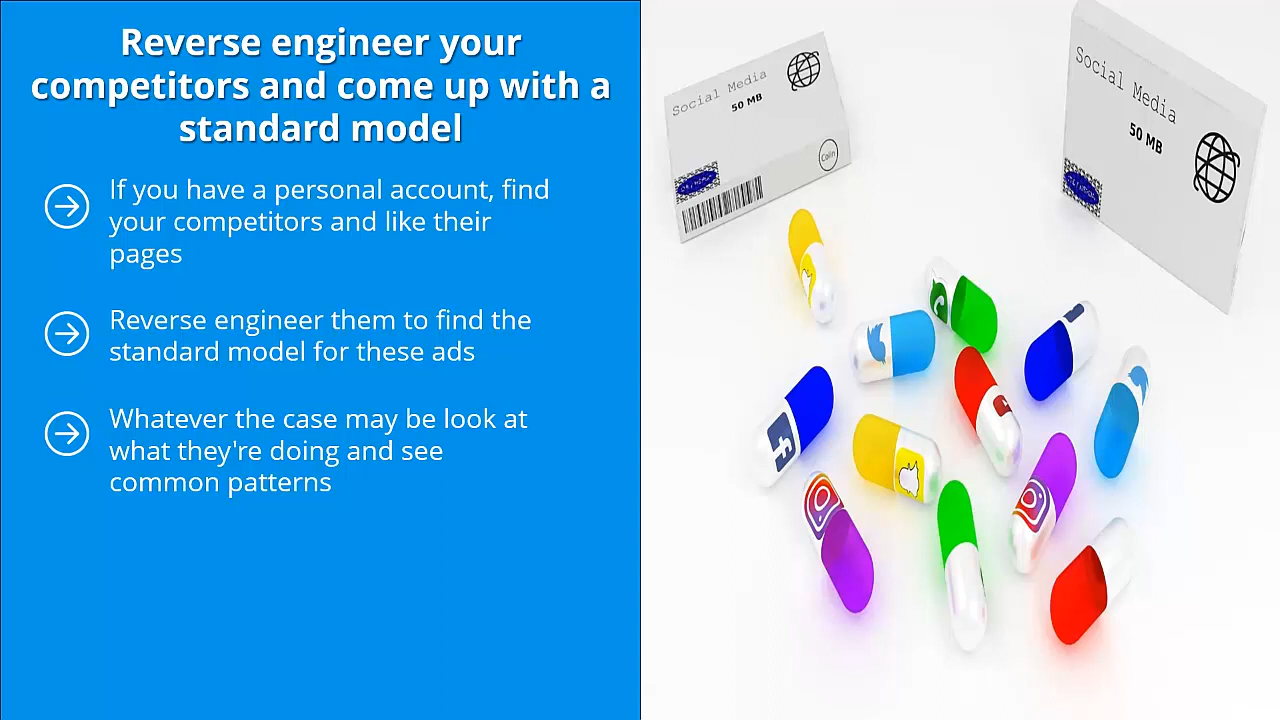 Reverse engineer your
competitors and come up with a
standard model
If you have a personal account, find
your competitors and like their
pages
Reverse engineer them to find the
standard model for these ads
Whatever the case may be look at
what they're doing and see
common patterns
Social Media
50 MB
Coin
Social Media
50 MB